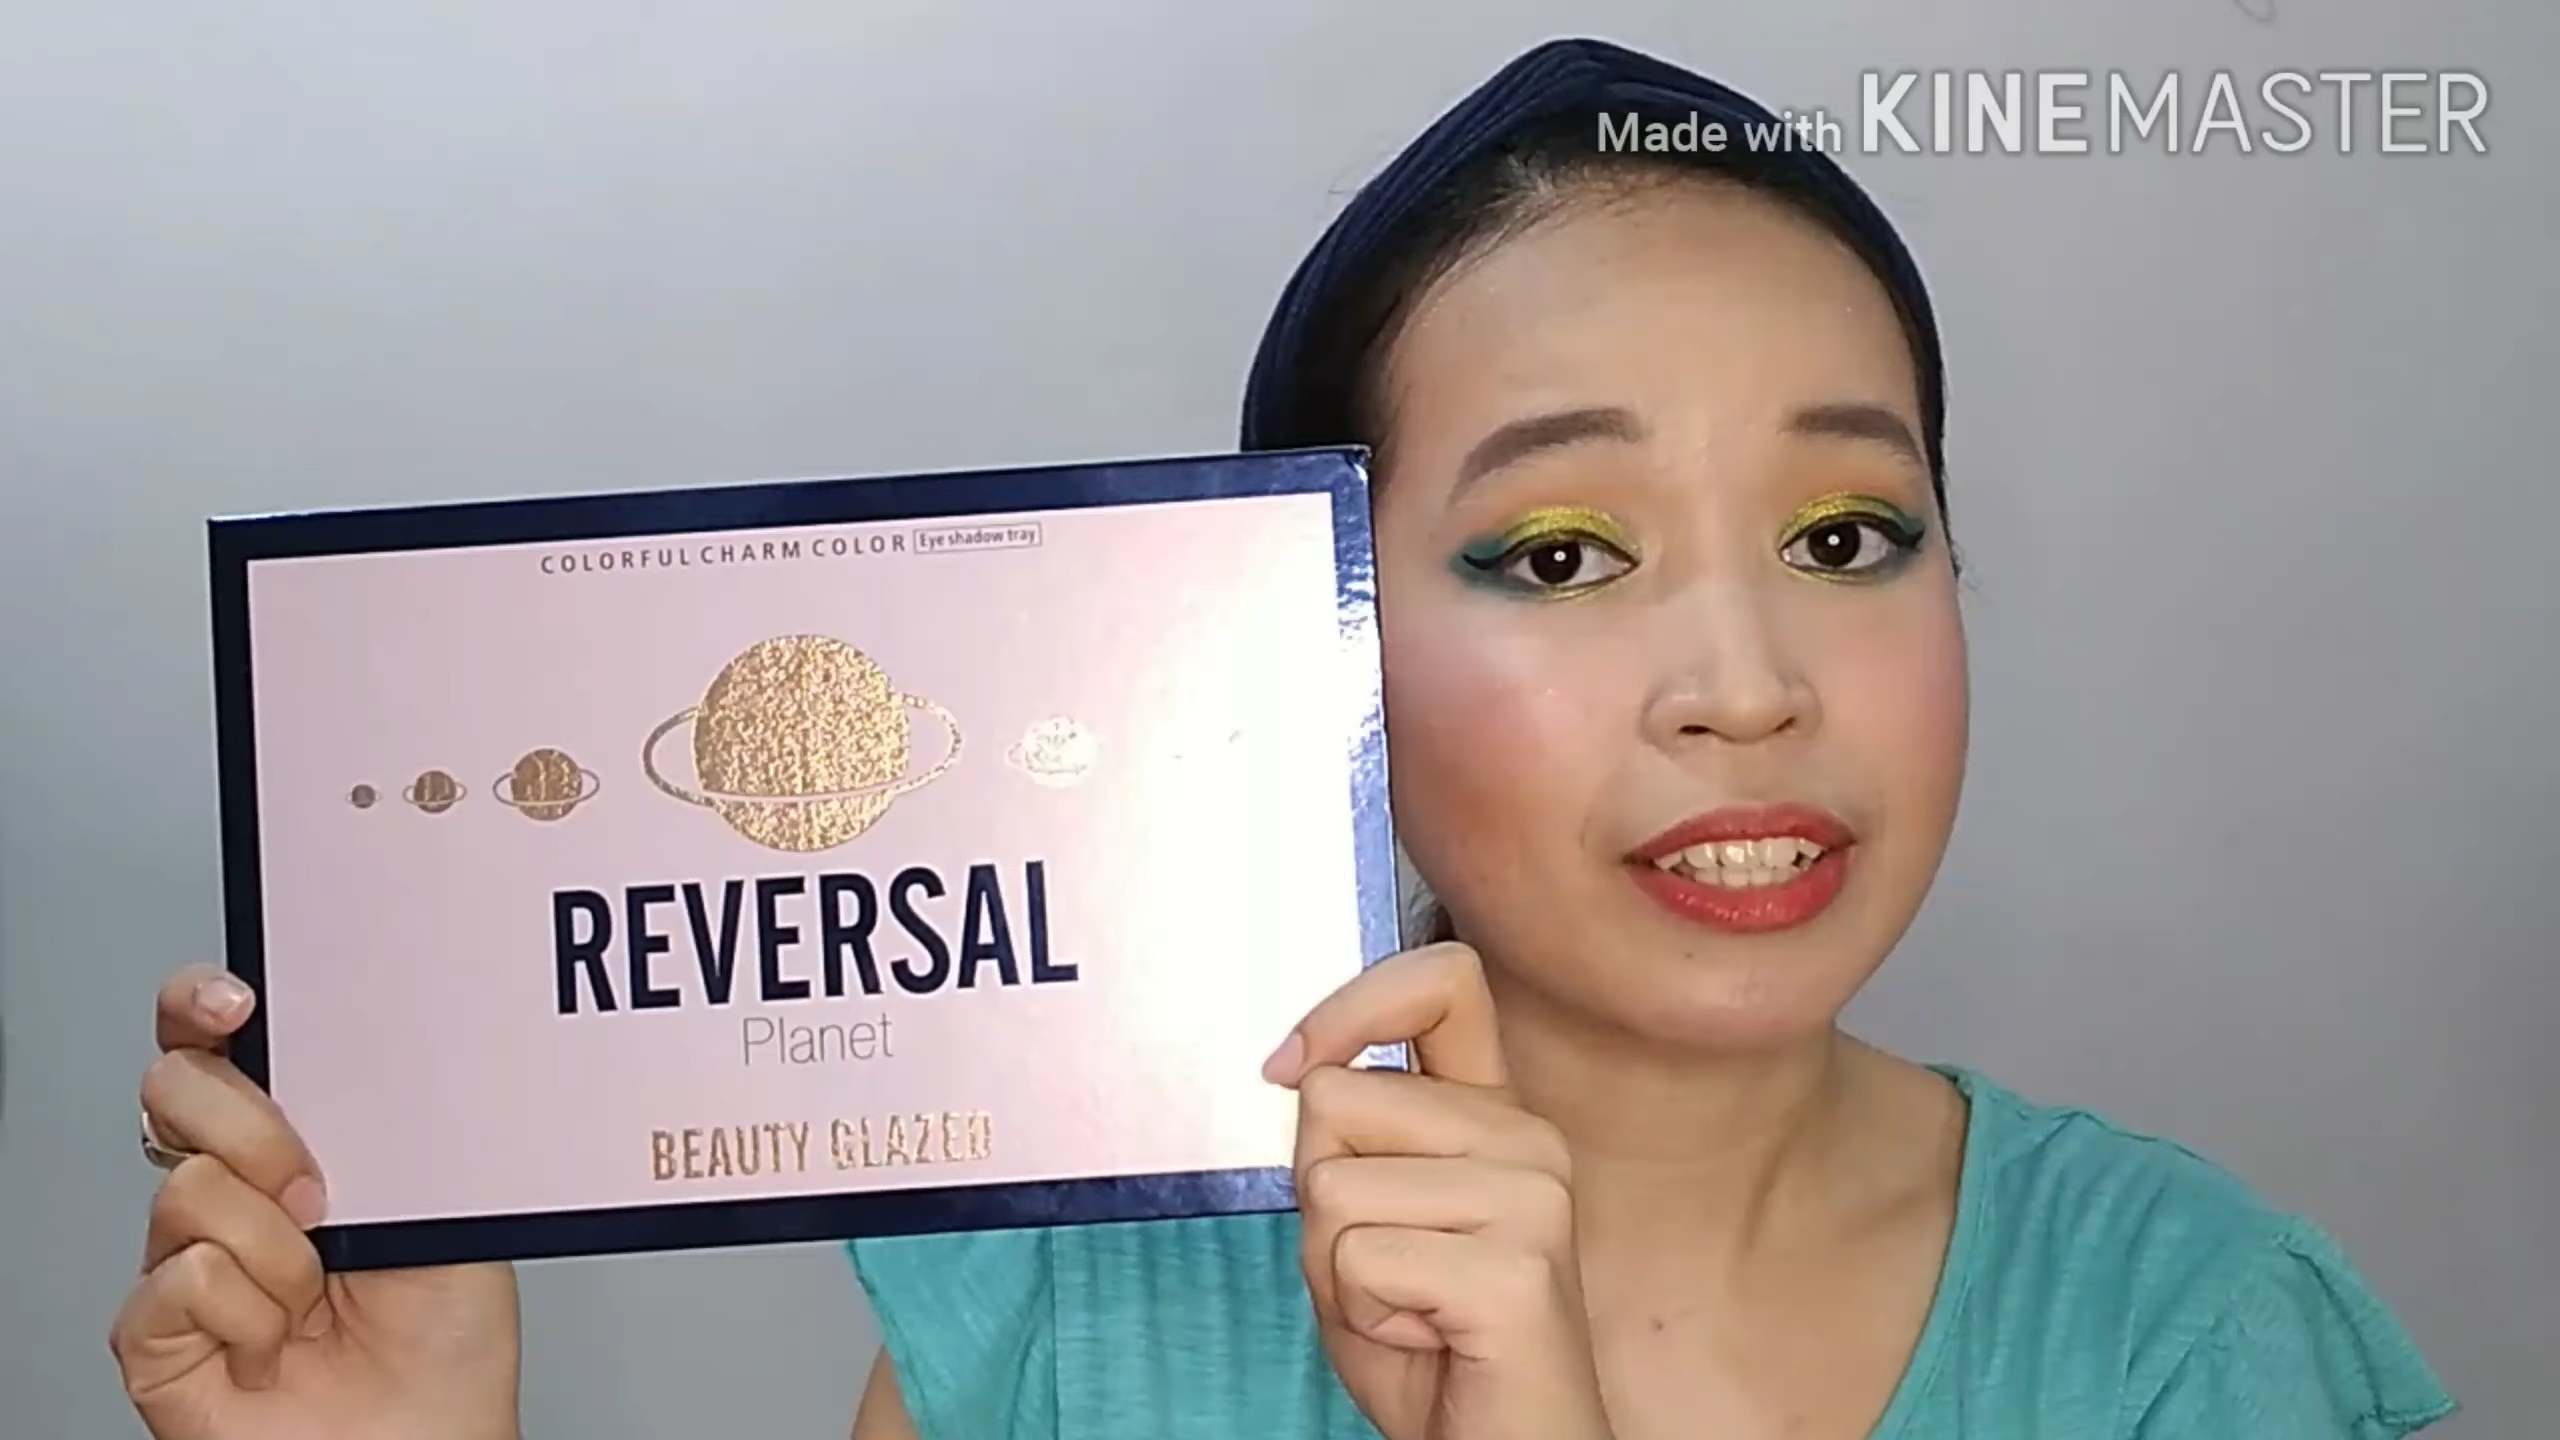 Made with KINEMASTER
COLORFUL CHARM COLOR Eye shadow tray
REVERSAL
Planet
BEAUTY GLAZED